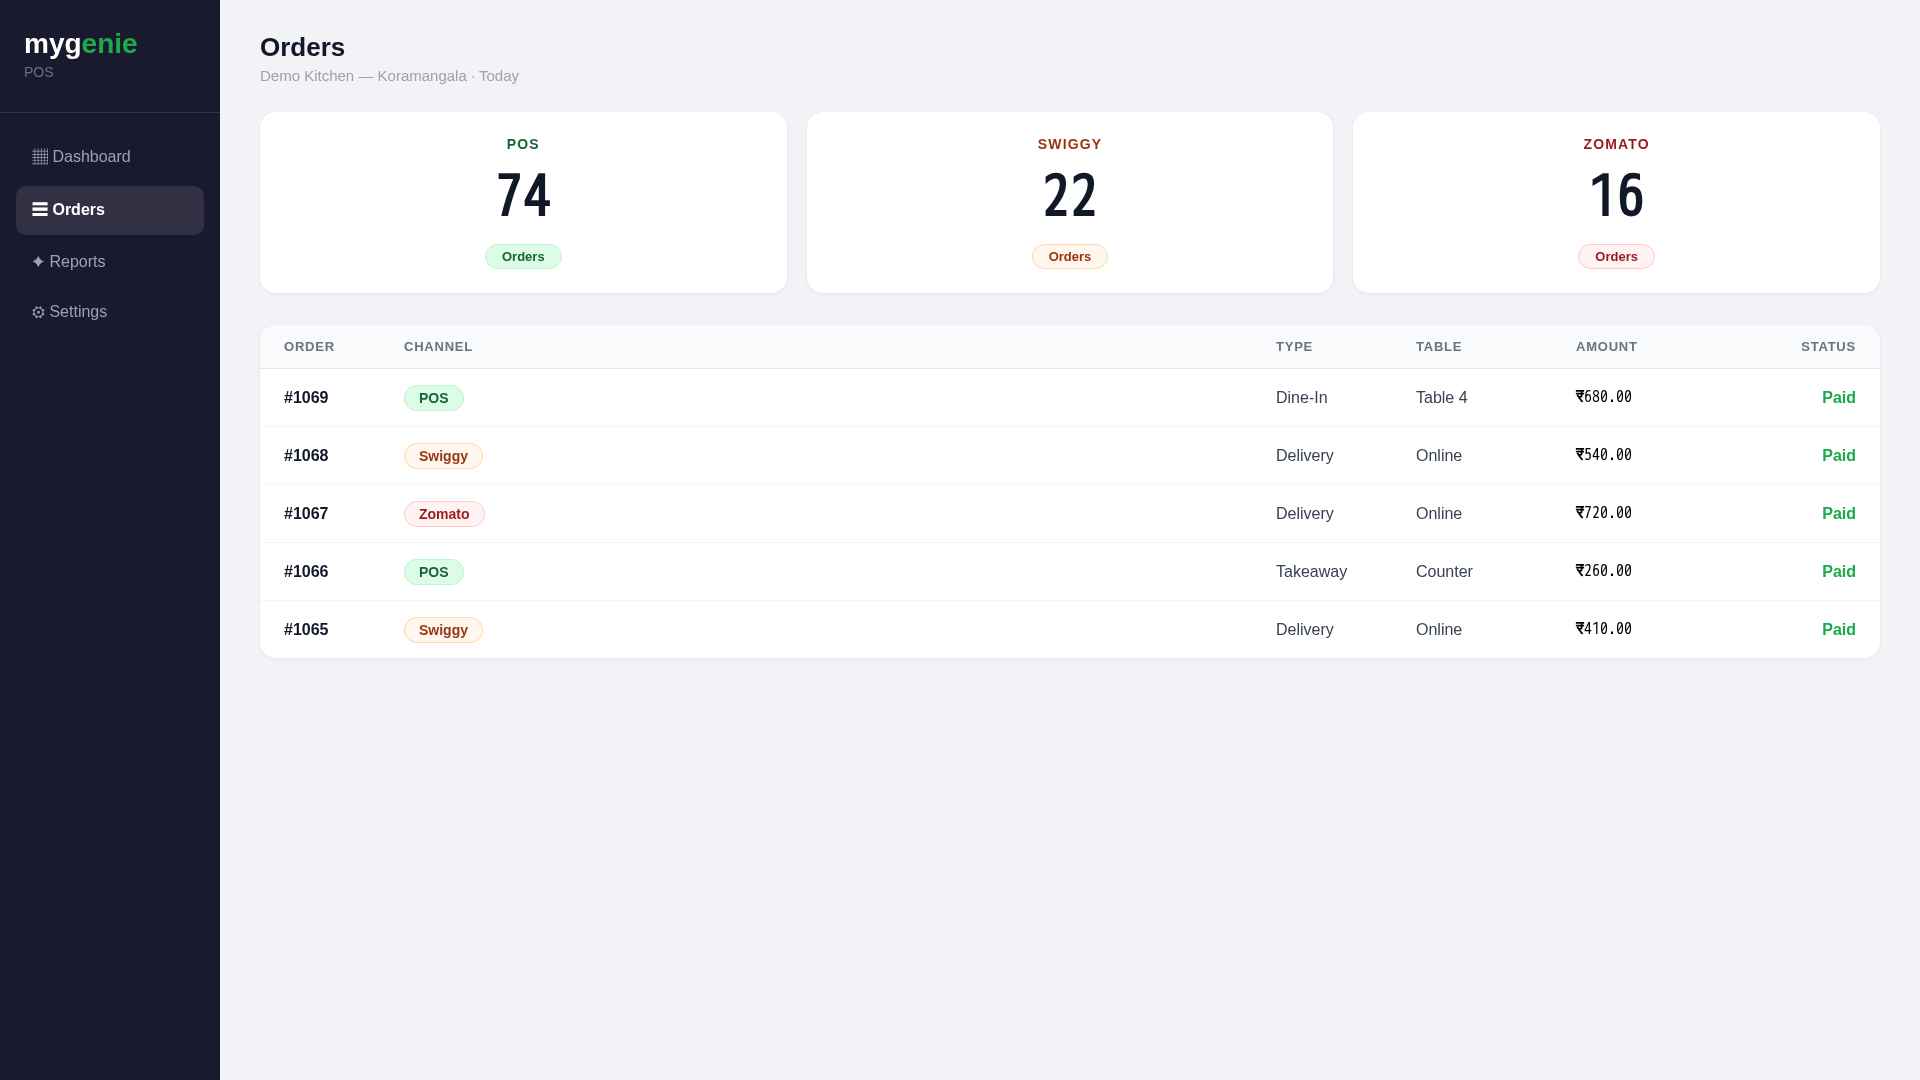 mygenie
POS
Dashboard
Orders
Reports
Settings
Orders
Demo Kitchen — Koramangala · Today
POS
74
Orders
SWIGGY
22
Orders
ZOMATO
16
Orders
ORDER CHANNEL TYPE TABLE AMOUNT STATUS
#1069 POS Dine-In Table 4 ₹680.00 Paid
#1068 Swiggy Delivery Online ₹540.00 Paid
#1067 Zomato Delivery Online ₹720.00 Paid
#1066 POS Takeaway Counter ₹260.00 Paid
#1065 Swiggy Delivery Online ₹410.00 Paid